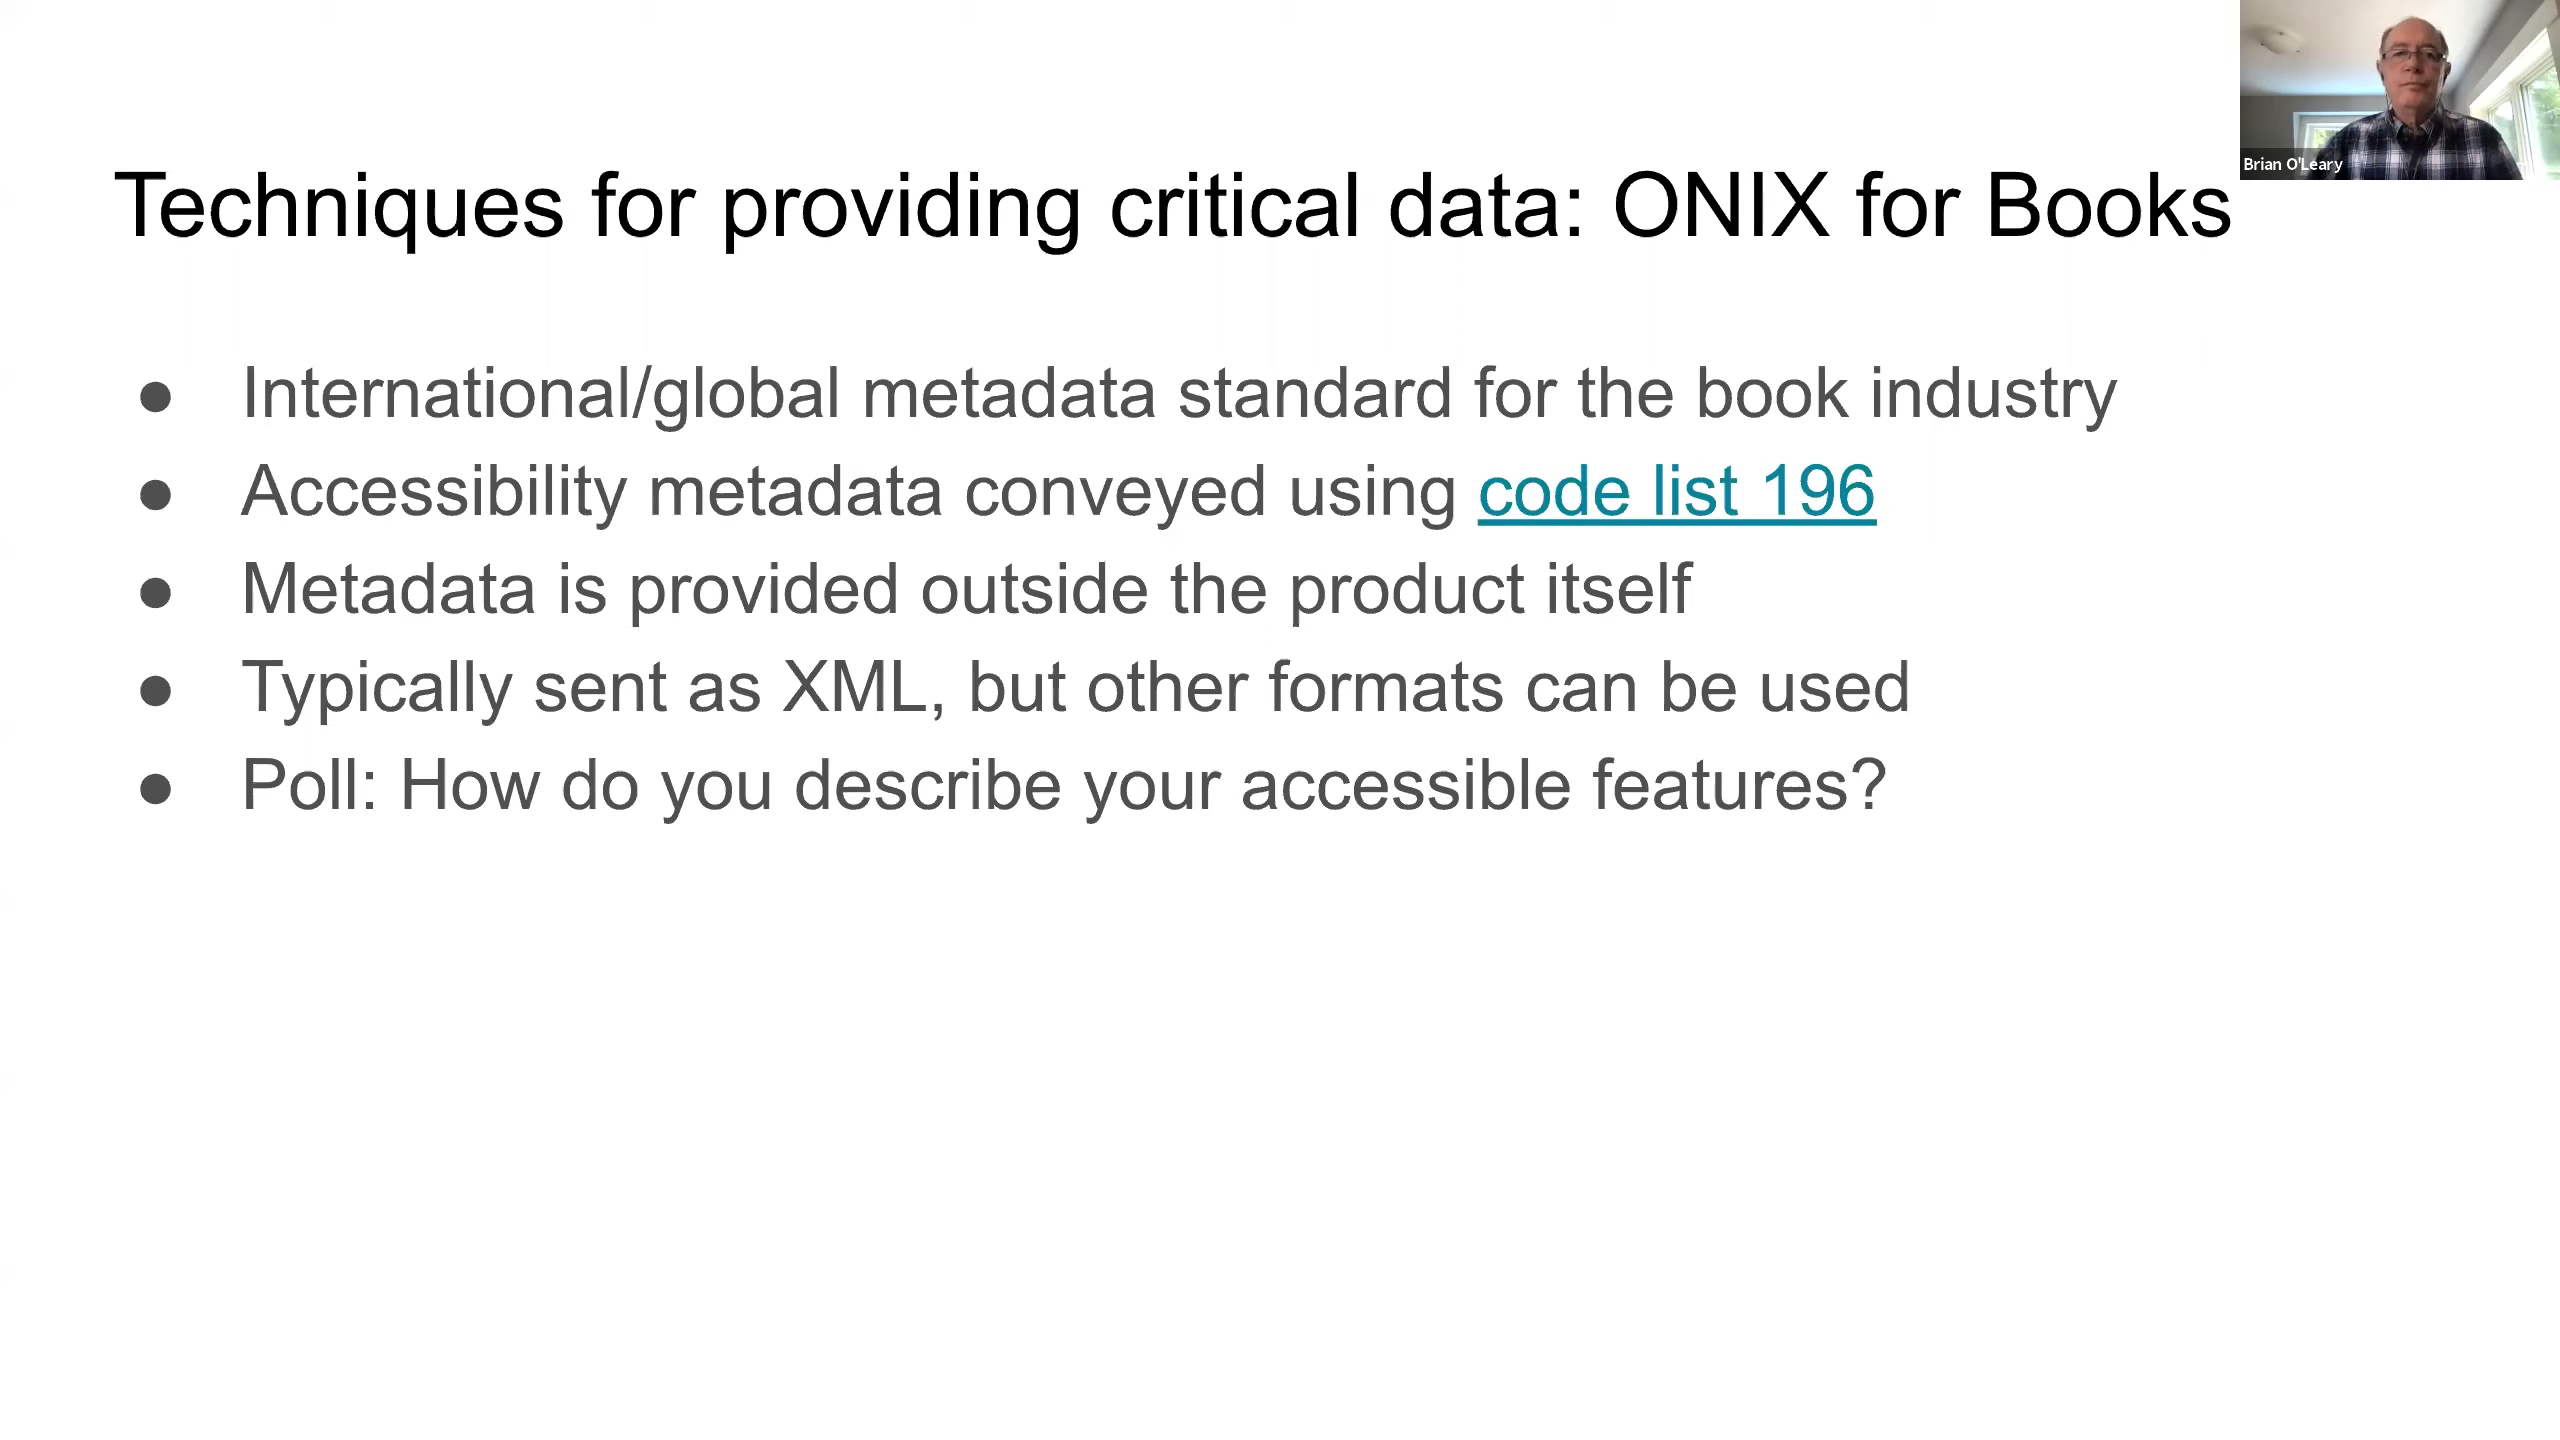 Brian O'Leary
Techniques for providing critical data: ONIX for Books
● International/global metadata standard for the book industry
● Accessibility metadata conveyed using code list 196
● Metadata is provided outside the product itself
● Typically sent as XML, but other formats can be used
● Poll: How do you describe your accessible features?